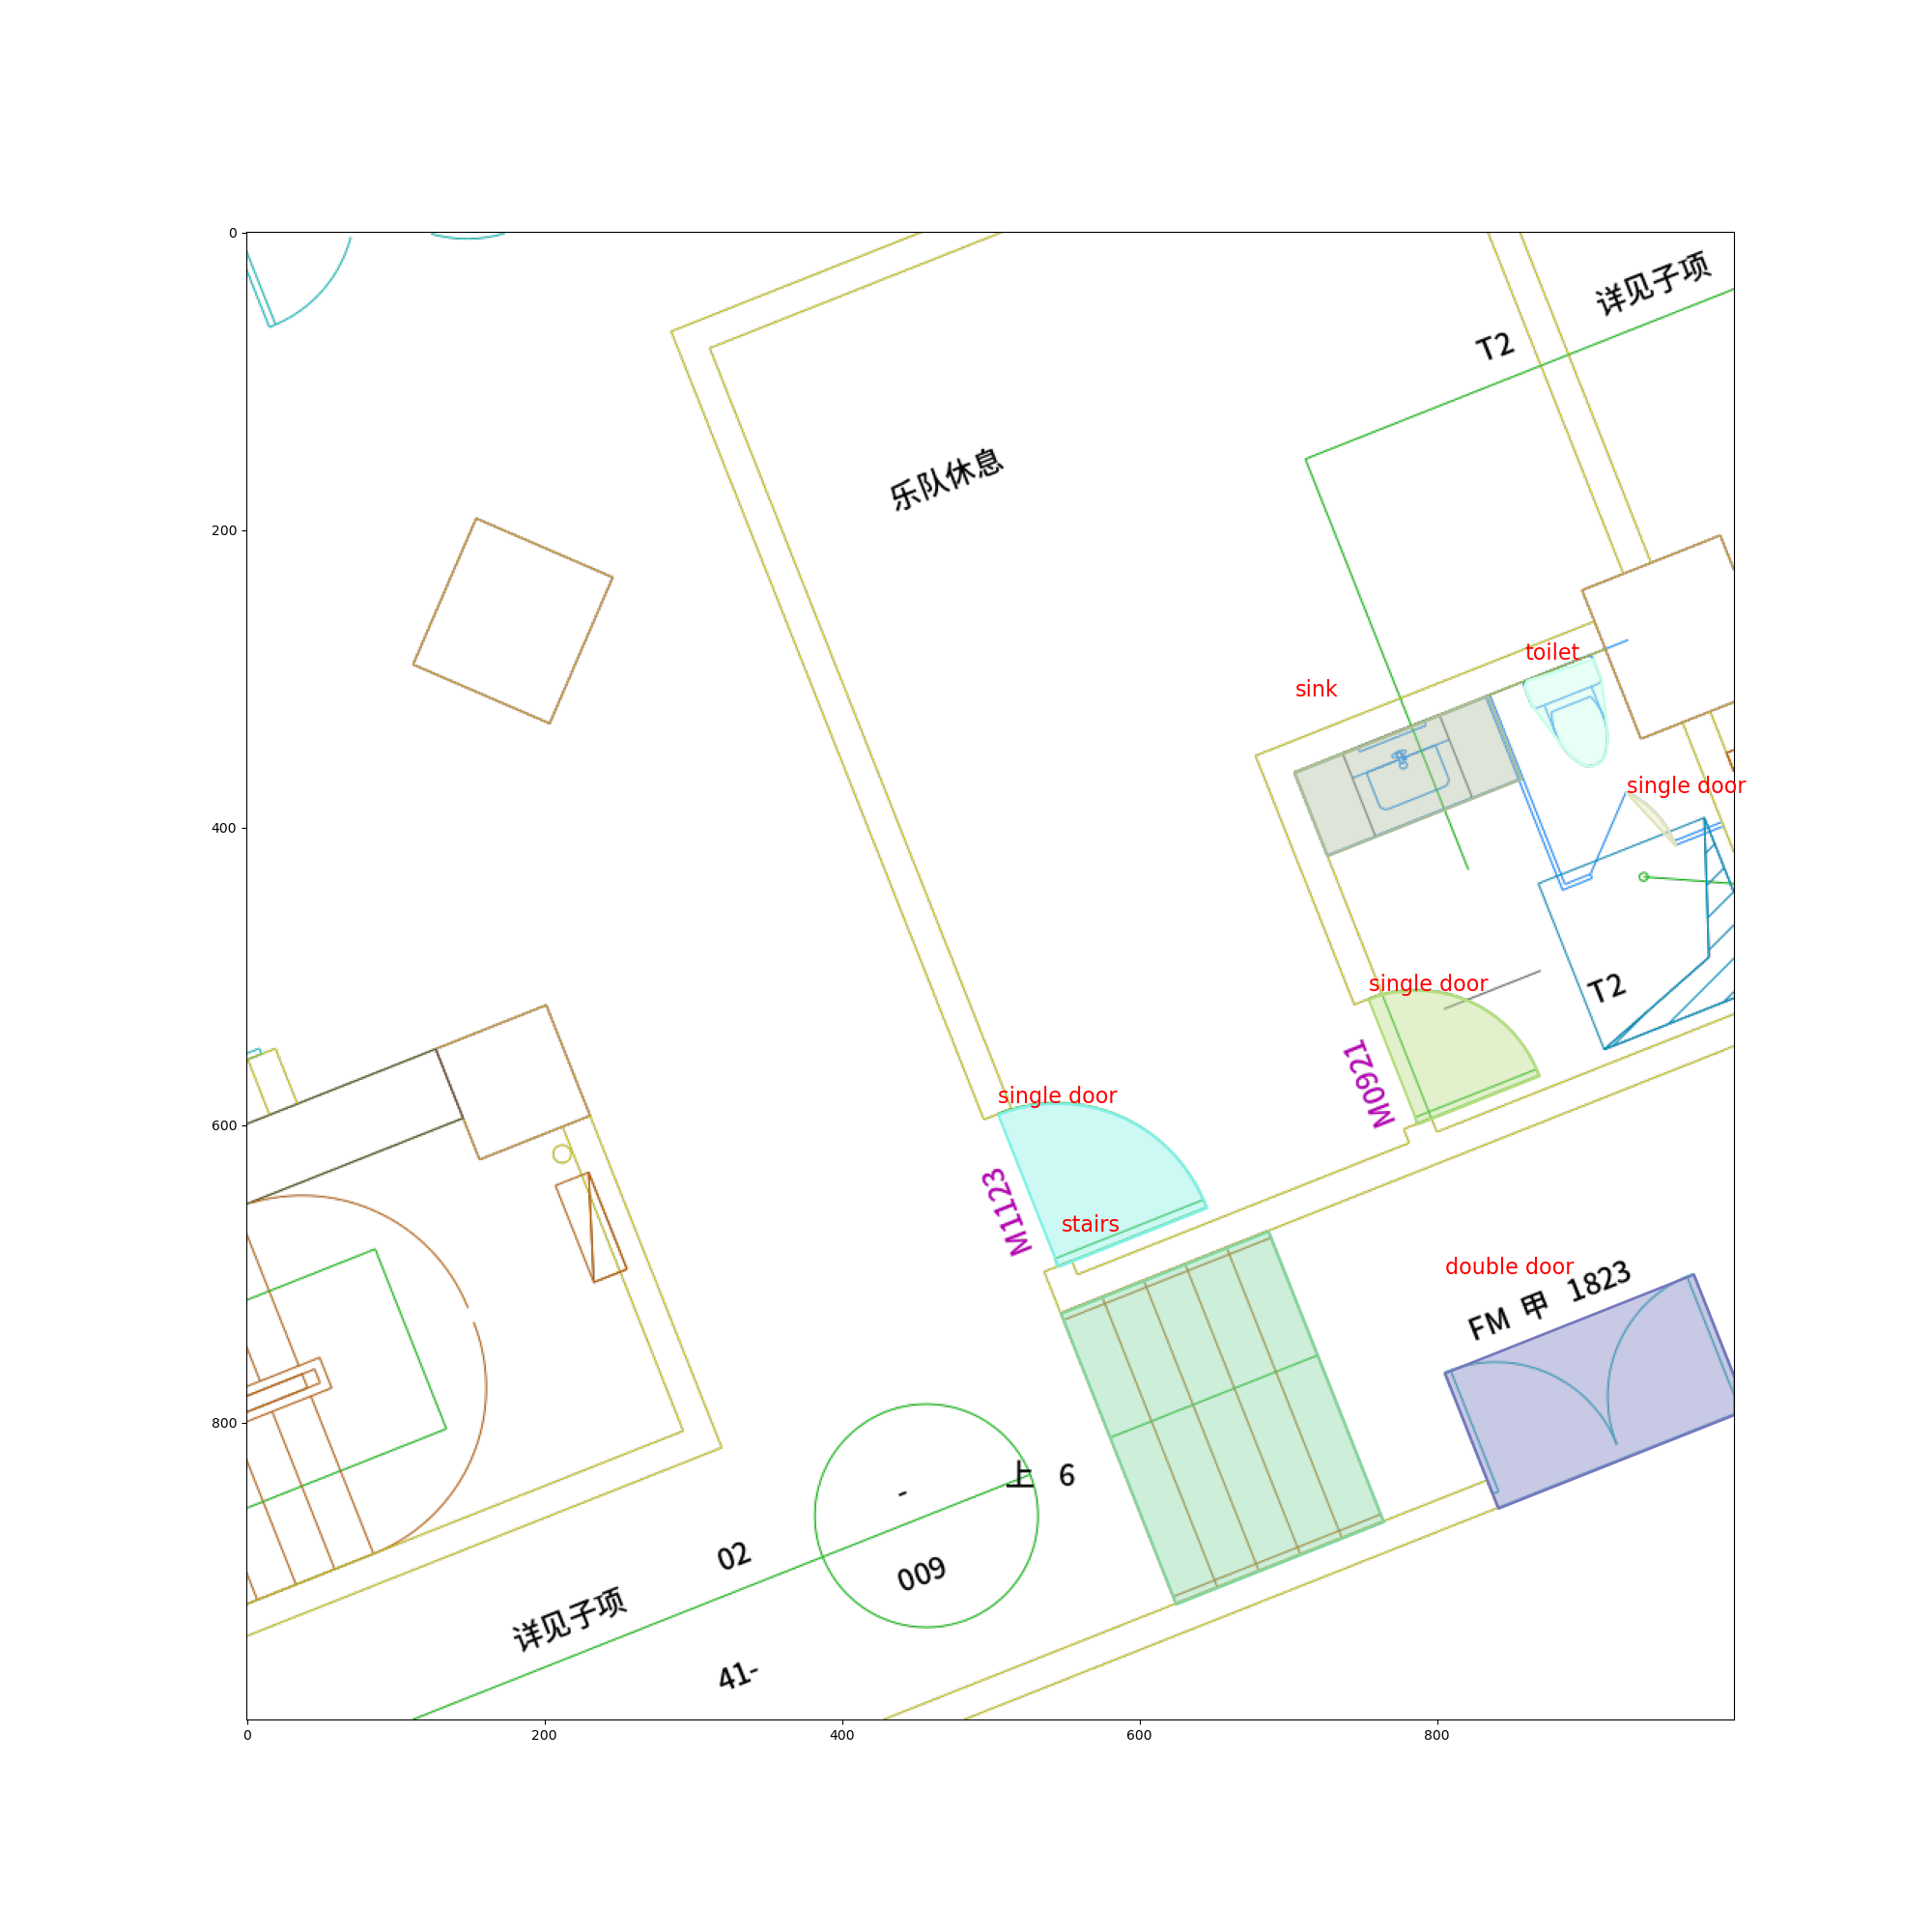 0
详见子项
T2
乐队休息
200
toilet
sink
single door
400
single door
T2
M0921
single door
600
M1123
stairs
double door
FM 甲 1823
800
上 6
-
02
009
详见子项
41-
0
200
400
600
800